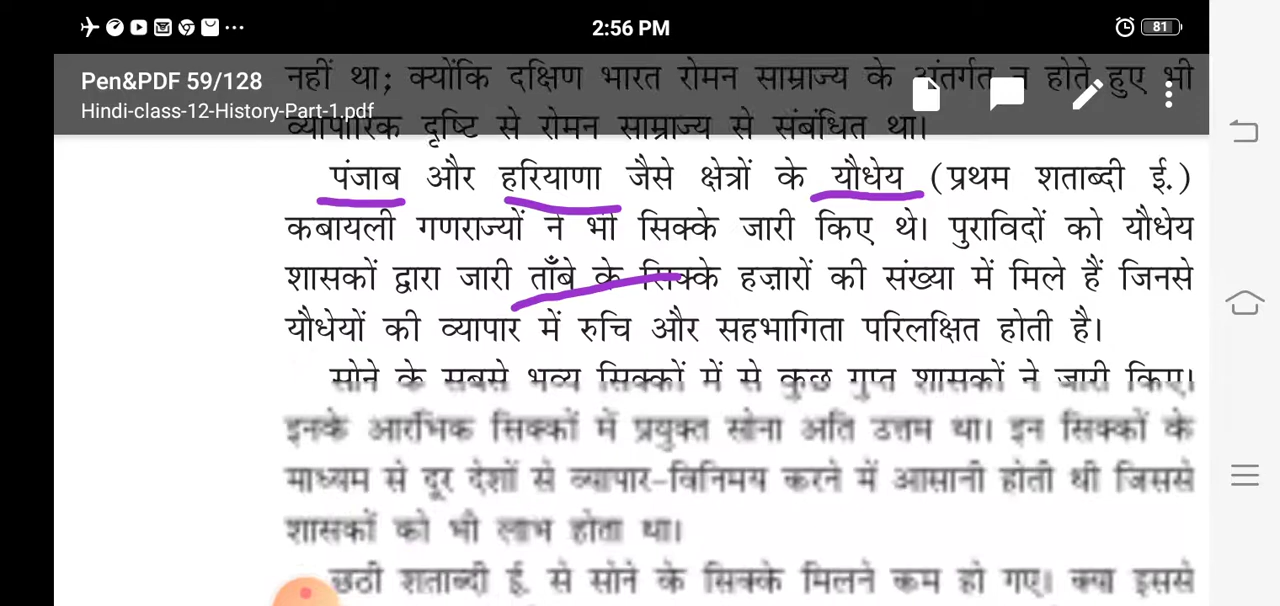 2:56 PM
81
Pen&PDF 59/128
Hindi-class-12-History-Part-1.pdf
नहीं था; क्योंकि दक्षिण भारत रोमन साम्राज्य के अंतर्गत न होते हुए भी
व्यापारिक दृष्टि से रोमन साम्राज्य से संबंधित था।
पंजाब और हरियाणा जैसे क्षेत्रों के यौधेय (प्रथम शताब्दी ई.)
कबायली गणराज्यों ने भी सिक्के जारी किए थे। पुराविदों को यौधेय
शासकों द्वारा जारी ताँबे के सिक्के हज़ारों की संख्या में मिले हैं जिनसे
यौधेयों की व्यापार में रुचि और सहभागिता परिलक्षित होती है।
सोने के सबसे भव्य सिक्कों में से कुछ गुप्त शासकों ने जारी किए।
इनके आरंभिक सिक्कों में प्रयुक्त सोना अति उत्तम था। इन सिक्कों के
माध्यम से दूर देशों से व्यापार-विनिमय करने में आसानी होती थी जिससे
शासकों को भी लाभ होता था।
छठी शताब्दी ई. से सोने के सिक्के मिलने कम हो गए। क्या इससे